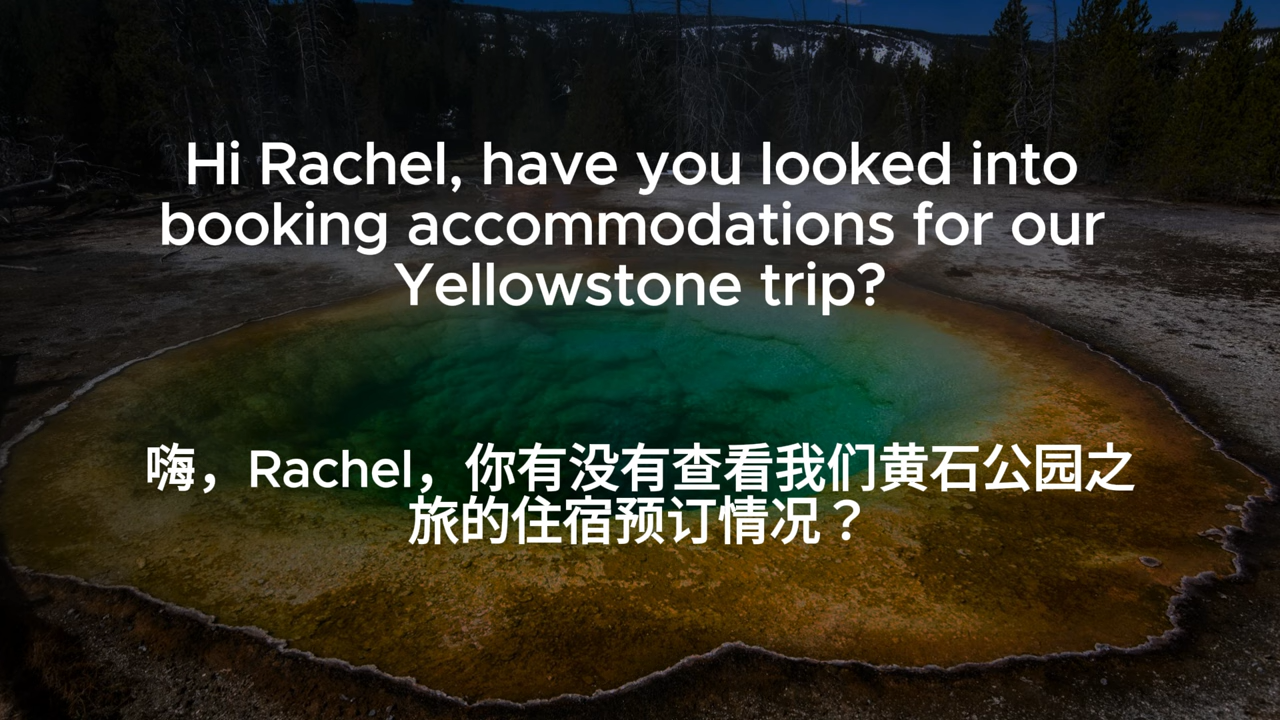 Hi Rachel, have you looked into
booking accommodations for our
Yellowstone trip?
嗨，Rachel，你有没有查看我们黄石公园之
旅的住宿预订情况？